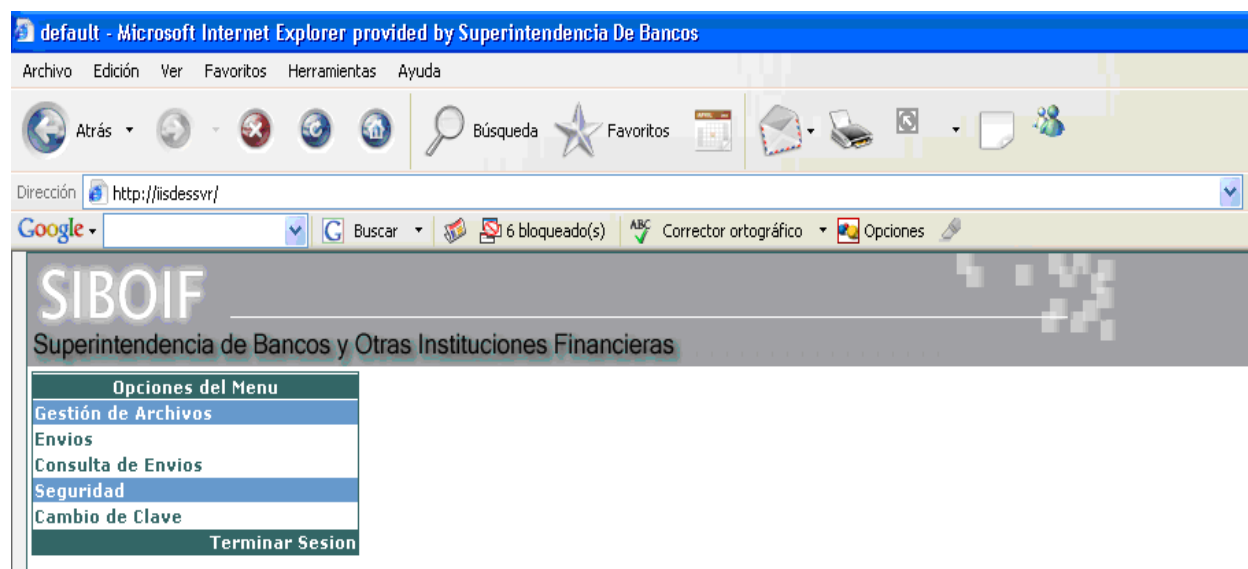 default - Microsoft Internet Explorer provided by Superintendencia De Bancos
Archivo Edición Ver Favoritos Herramientas Ayuda
Atrás Búsqueda Favoritos
Dirección http://iisdessvr/
Google Buscar 6 bloqueado(s) ABC Corrector ortográfico Opciones
SIBOIF
Superintendencia de Bancos y Otras Instituciones Financieras
Opciones del Menu
Gestión de Archivos
Envios
Consulta de Envios
Seguridad
Cambio de Clave
Terminar Sesion